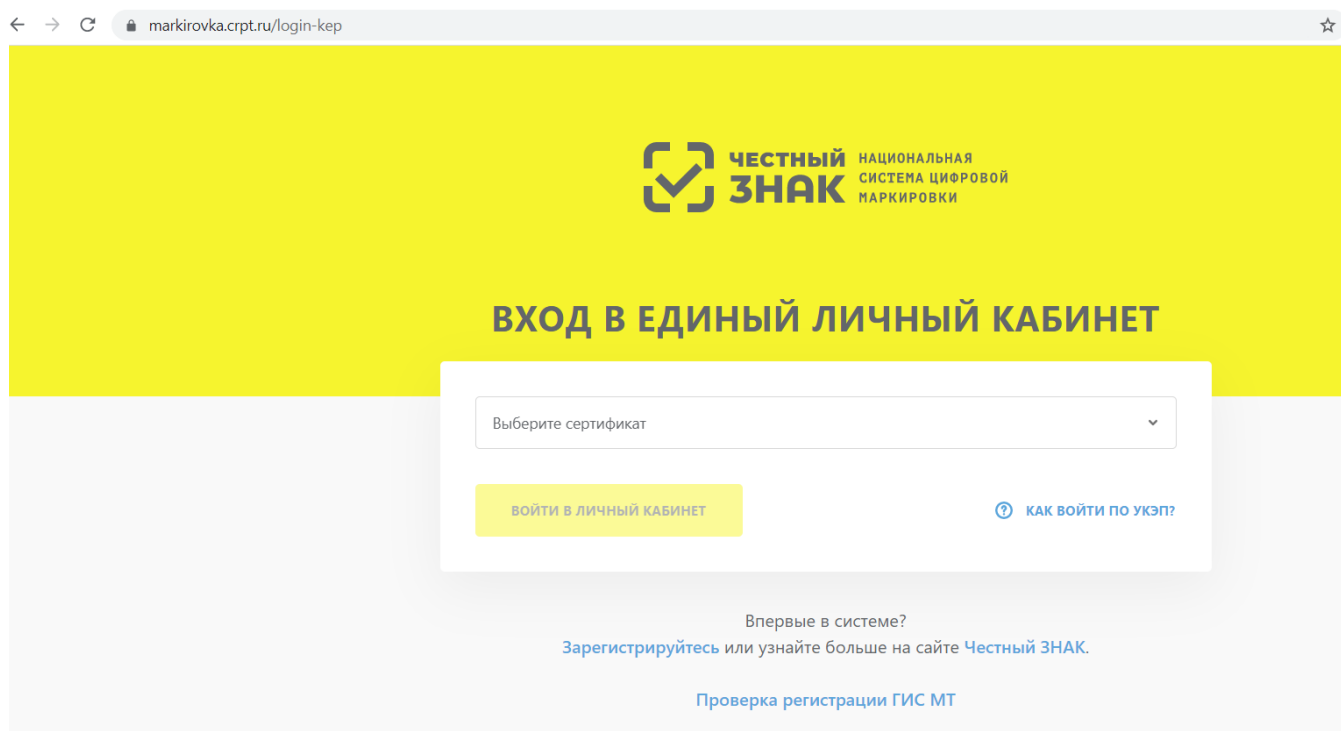 markirovka.crpt.ru/login-kep
ЧЕСТНЫЙ
ЗНАК
НАЦИОНАЛЬНАЯ
СИСТЕМА ЦИФРОВОЙ
МАРКИРОВКИ
ВХОД В ЕДИНЫЙ ЛИЧНЫЙ КАБИНЕТ
Выберите сертификат
ВОЙТИ В ЛИЧНЫЙ КАБИНЕТ
? КАК ВОЙТИ ПО УКЭП?
Впервые в системе?
Зарегистрируйтесь или узнайте больше на сайте Честный ЗНАК.
Проверка регистрации ГИС МТ